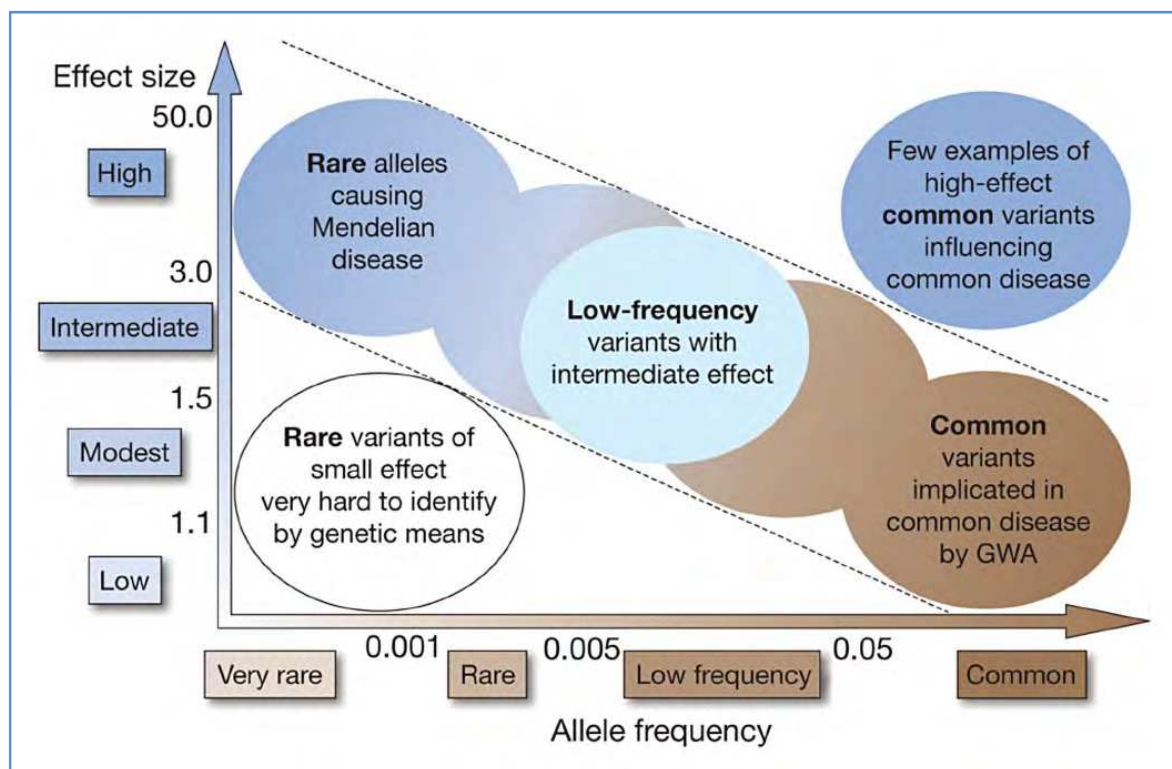 Effect size
50.0
High
3.0
Intermediate
1.5
Modest
1.1
Low
Rare alleles
causing
Mendelian
disease
Few examples of
high-effect
common variants
influencing
common disease
Low-frequency
variants with
intermediate effect
Rare variants of
small effect
very hard to identify
by genetic means
Common
variants
implicated in
common disease
by GWA
0.001
0.005
0.05
Very rare
Rare
Low frequency
Common
Allele frequency